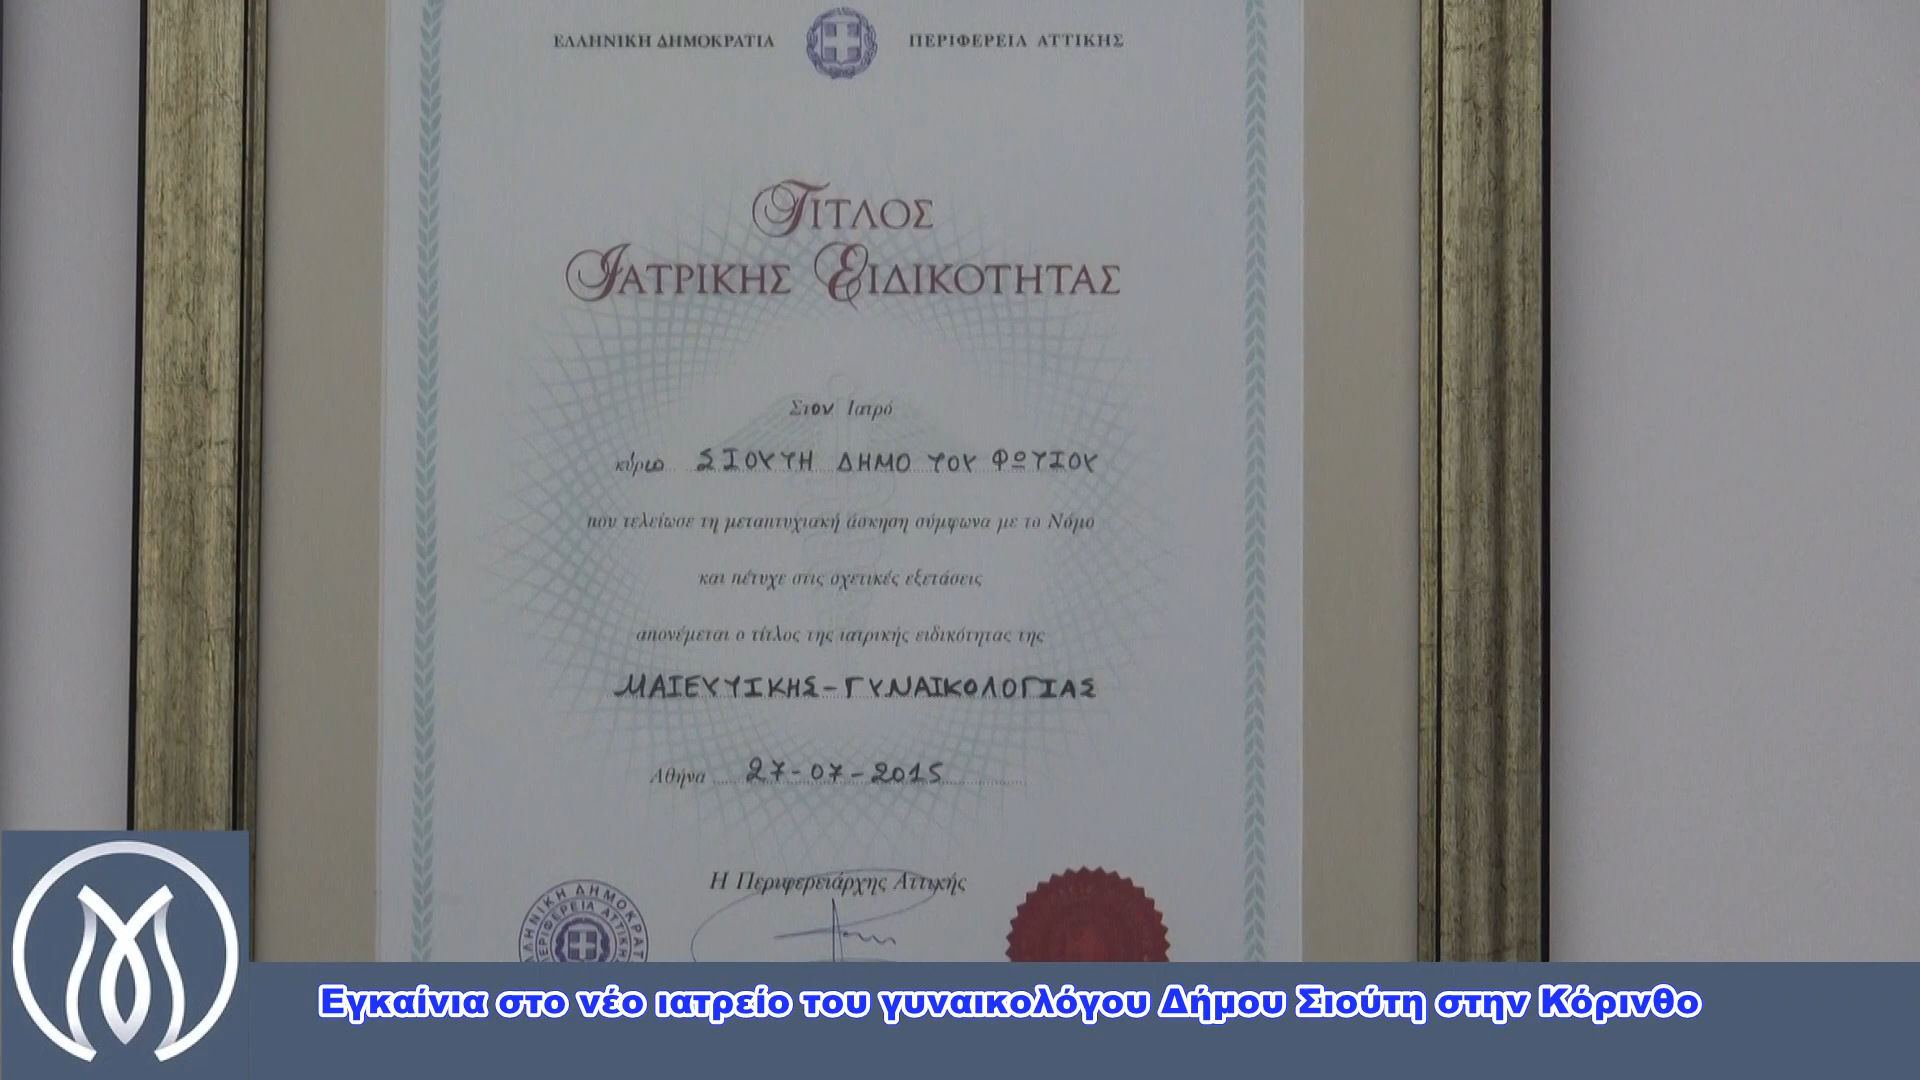 ΕΛΛΗΝΙΚΗ ΔΗΜΟΚΡΑΤΙΑ ΠΕΡΙΦΕΡΕΙΑ ΑΤΤΙΚΗΣ
ΤΙΤΛΟΣ
ΙΑΤΡΙΚΗΣ ΕΙΔΙΚΟΤΗΤΑΣ
Στον Ιατρό
κύριο ΣΙΟΥΤΗ ΔΗΜΟ ΤΟΥ ΦΩΤΙΟΥ
που τελείωσε τη μεταπτυχιακή άσκηση σύμφωνα με το Νόμο
και πέτυχε στις σχετικές εξετάσεις
απονέμεται ο τίτλος της ιατρικής ειδικότητας της
ΜΑΙΕΥΤΙΚΗΣ-ΓΥΝΑΙΚΟΛΟΓΙΑΣ
Αθήνα 27-07-2015
Η Περιφερειάρχης Αττικής
Εγκαίνια στο νέο ιατρείο του γυναικολόγου Δήμου Σιούτη στην Κόρινθο